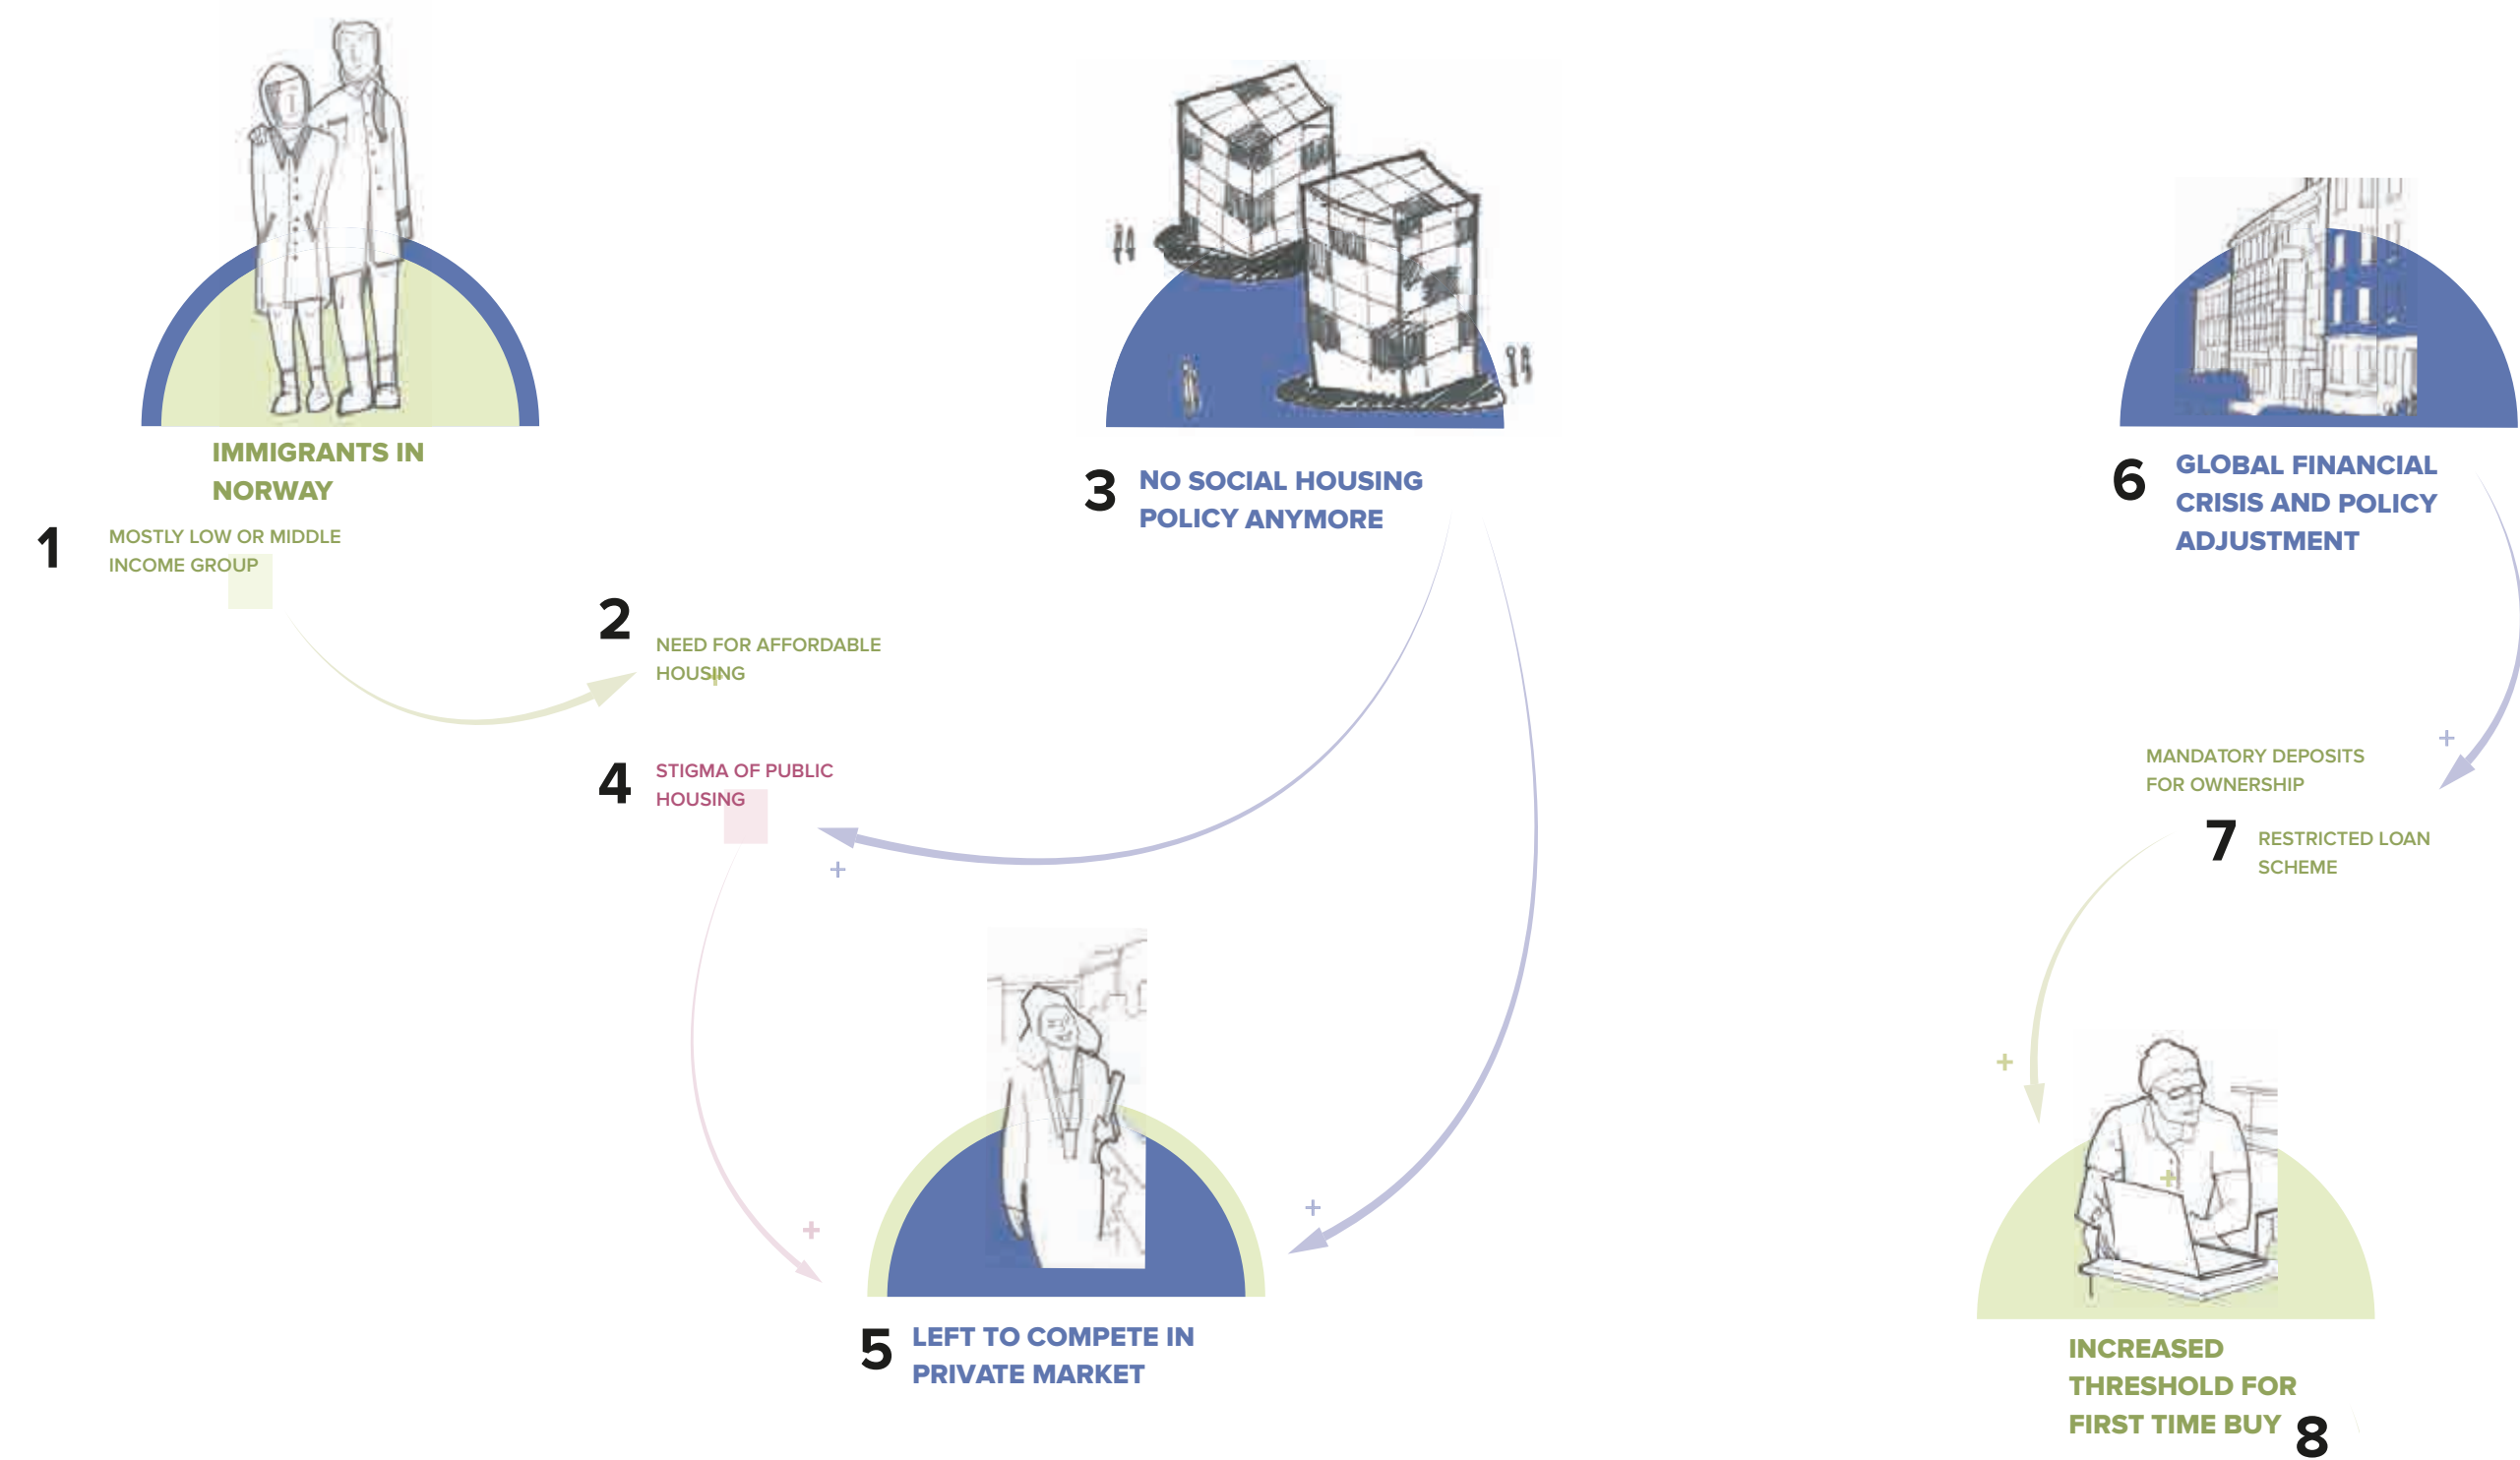 IMMIGRANTS IN
NORWAY
1
MOSTLY LOW OR MIDDLE
INCOME GROUP
2
NEED FOR AFFORDABLE
HOUSING
+
3
NO SOCIAL HOUSING
POLICY ANYMORE
4
STIGMA OF PUBLIC
HOUSING
+
+
+
5
LEFT TO COMPETE IN
PRIVATE MARKET
6
GLOBAL FINANCIAL
CRISIS AND POLICY
ADJUSTMENT
+
MANDATORY DEPOSITS
FOR OWNERSHIP
7
RESTRICTED LOAN
SCHEME
+
+
INCREASED
THRESHOLD FOR
FIRST TIME BUY
8